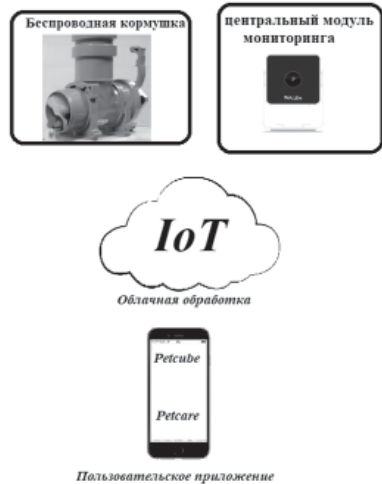 Беспроводная кормушка
центральный модуль
мониторинга
IoT
Облачная обработка
Petcube
Petcare
Пользовательское приложение